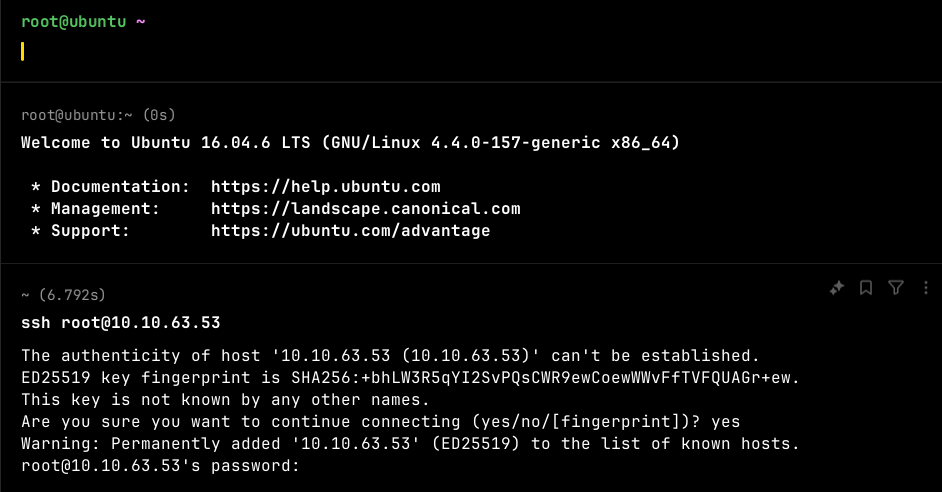 root@ubuntu ~
root@ubuntu:~ (0s)
Welcome to Ubuntu 16.04.6 LTS (GNU/Linux 4.4.0-157-generic x86_64)
* Documentation:  https://help.ubuntu.com
* Management:     https://landscape.canonical.com
* Support:        https://ubuntu.com/advantage
~ (6.792s)
ssh root@10.10.63.53
The authenticity of host '10.10.63.53 (10.10.63.53)' can't be established.
ED25519 key fingerprint is SHA256:+bhLW3R5qYI2SvPQsCWR9ewCoewWWvFfTVFQUAGr+ew.
This key is not known by any other names.
Are you sure you want to continue connecting (yes/no/[fingerprint])? yes
Warning: Permanently added '10.10.63.53' (ED25519) to the list of known hosts.
root@10.10.63.53's password: